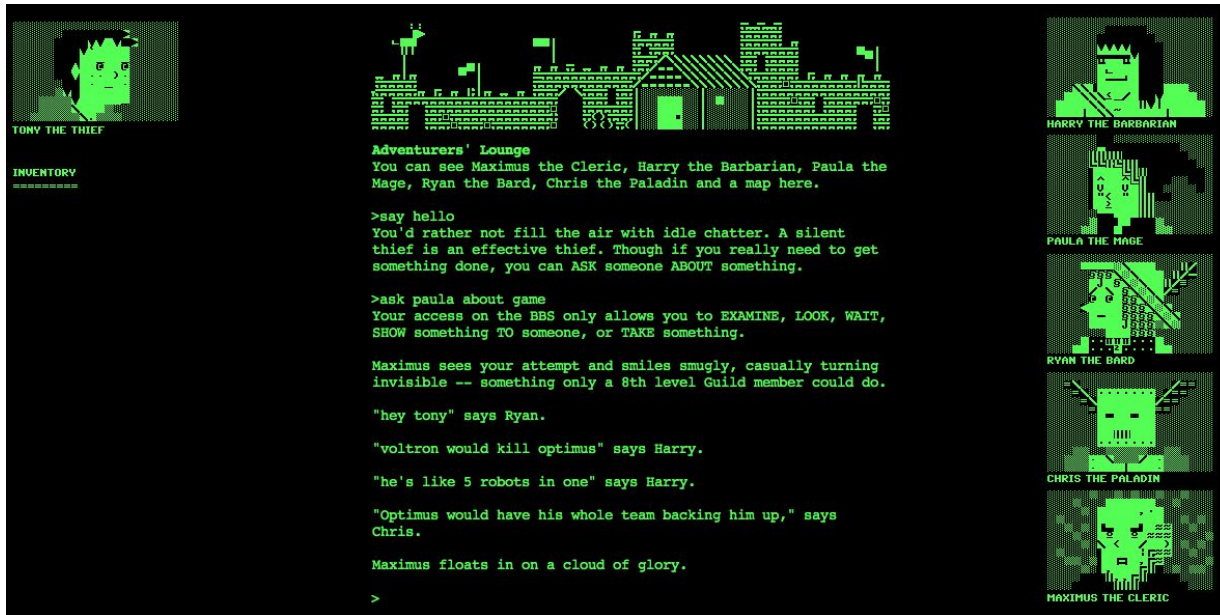 TONY THE THIEF
INVENTORY
=========
Adventurers' Lounge
You can see Maximus the Cleric, Harry the Barbarian, Paula the
Mage, Ryan the Bard, Chris the Paladin and a map here.
>say hello
You'd rather not fill the air with idle chatter. A silent
thief is an effective thief. Though if you really need to get
something done, you can ASK someone ABOUT something.
>ask paula about game
Your access on the BBS only allows you to EXAMINE, LOOK, WAIT,
SHOW something TO someone, or TAKE something.
Maximus sees your attempt and smiles smugly, casually turning
invisible -- something only a 8th level Guild member could do.
"hey tony" says Ryan.
"voltron would kill optimus" says Harry.
"he's like 5 robots in one" says Harry.
"Optimus would have his whole team backing him up," says
Chris.
Maximus floats in on a cloud of glory.
>
HARRY THE BARBARIAN
PAULA THE MAGE
RYAN THE BARD
CHRIS THE PALADIN
MAXIMUS THE CLERIC